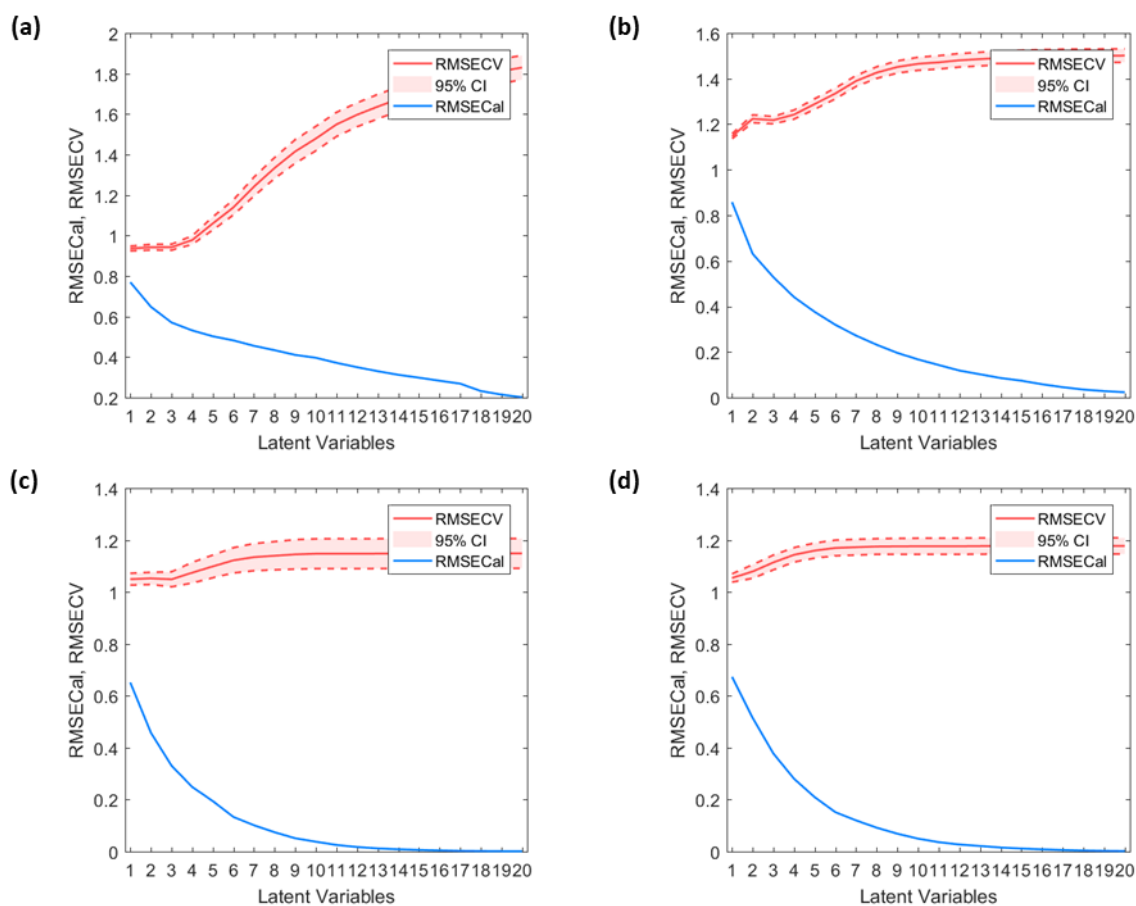 (a)
2
1.8
1.6
1.4
1.2
1
0.8
0.6
0.4
0.2
RMSECal, RMSECV
RMSECV
95% CI
RMSECal
1 2 3 4 5 6 7 8 9 10 11 12 13 14 15 16 17 18 19 20
Latent Variables
(b)
1.6
1.4
1.2
1
0.8
0.6
0.4
0.2
0
RMSECal, RMSECV
RMSECV
95% CI
RMSECal
1 2 3 4 5 6 7 8 9 10 11 12 13 14 15 16 17 18 19 20
Latent Variables
(c)
1.4
1.2
1
0.8
0.6
0.4
0.2
0
RMSECal, RMSECV
RMSECV
95% CI
RMSECal
1 2 3 4 5 6 7 8 9 10 11 12 13 14 15 16 17 18 19 20
Latent Variables
(d)
1.4
1.2
1
0.8
0.6
0.4
0.2
0
RMSECal, RMSECV
RMSECV
95% CI
RMSECal
1 2 3 4 5 6 7 8 9 10 11 12 13 14 15 16 17 18 19 20
Latent Variables